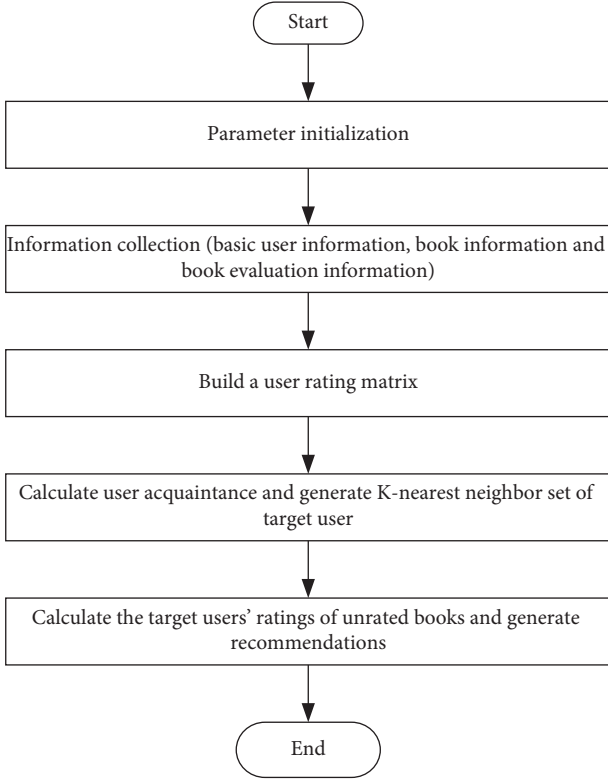 Start
Parameter initialization
Information collection (basic user information, book information and
book evaluation information)
Build a user rating matrix
Calculate user acquaintance and generate K-nearest neighbor set of
target user
Calculate the target users' ratings of unrated books and generate
recommendations
End